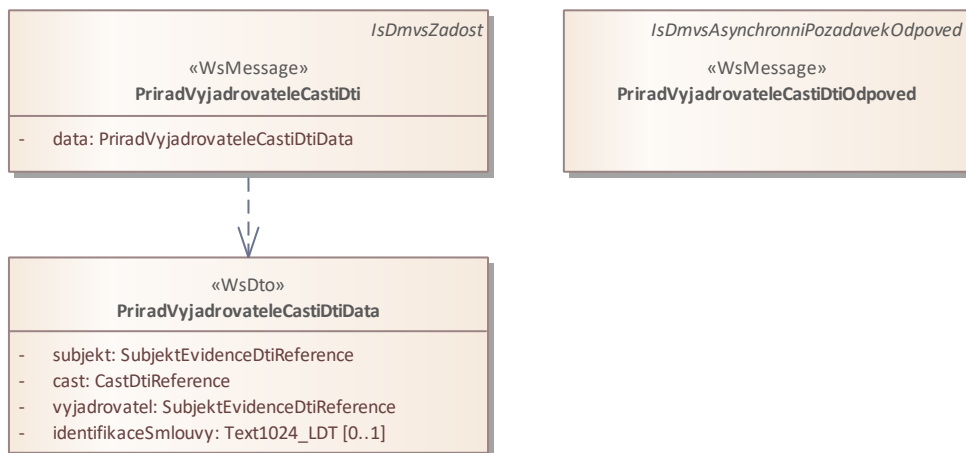 IsDmvsZadost
«WsMessage»
PriradVyjadrovateleCastiDti
- data: PriradVyjadrovateleCastiDtiData
IsDmvsAsynchronniPozadavekOdpoved
«WsMessage»
PriradVyjadrovateleCastiDtiOdpoved
«WsDto»
PriradVyjadrovateleCastiDtiData
- subjekt: SubjektEvidenceDtiReference
- cast: CastDtiReference
- vyjadrovatel: SubjektEvidenceDtiReference
- identifikaceSmlouvy: Text1024_LDT [0..1]